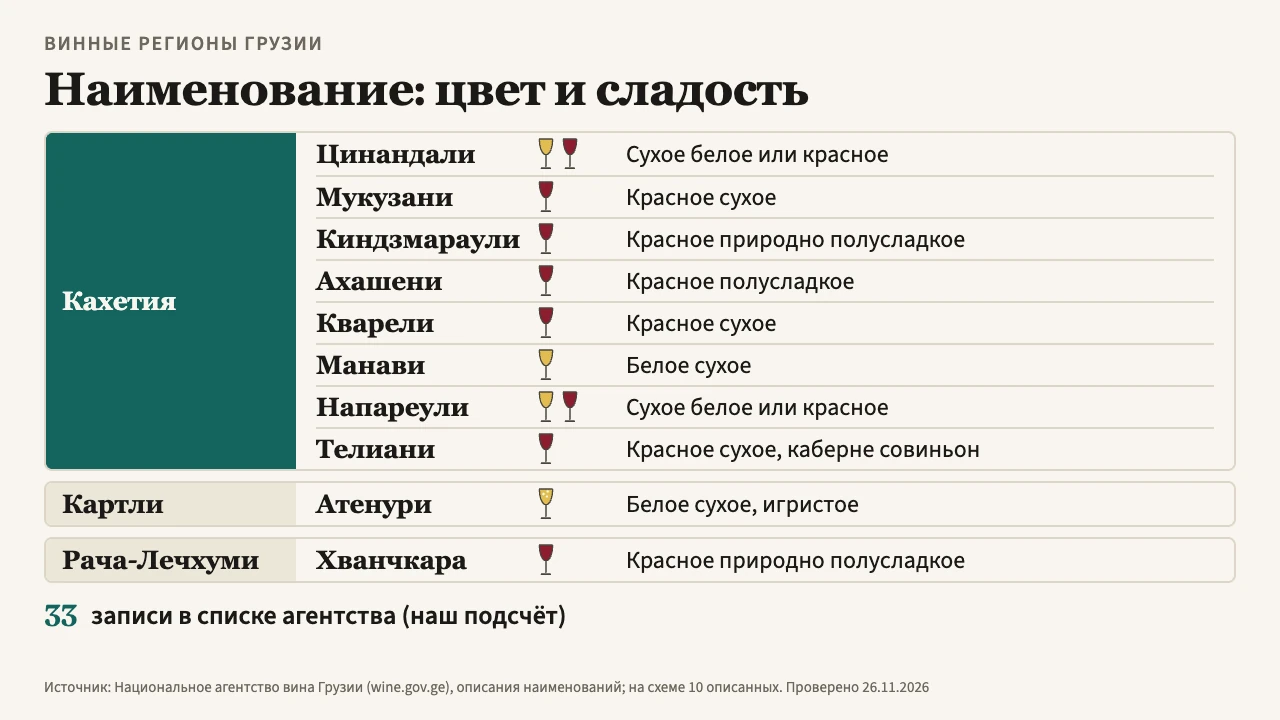 ВИННЫЕ РЕГИОНЫ ГРУЗИИ
Наименование: цвет и сладость
Кахетия
Цинандали Сухое белое или красное
Мукузани Красное сухое
Киндзмараули Красное природно полусладкое
Ахашени Красное полусладкое
Кварели Красное сухое
Манави Белое сухое
Напареули Сухое белое или красное
Телиани Красное сухое, каберне совиньон
Картли Атенури Белое сухое, игристое
Рача-Лечхуми Хванчкара Красное природно полусладкое
33 записи в списке агентства (наш подсчёт)
Источник: Национальное агентство вина Грузии (wine.gov.ge), описания наименований; на схеме 10 описанных. Проверено 26.11.2026